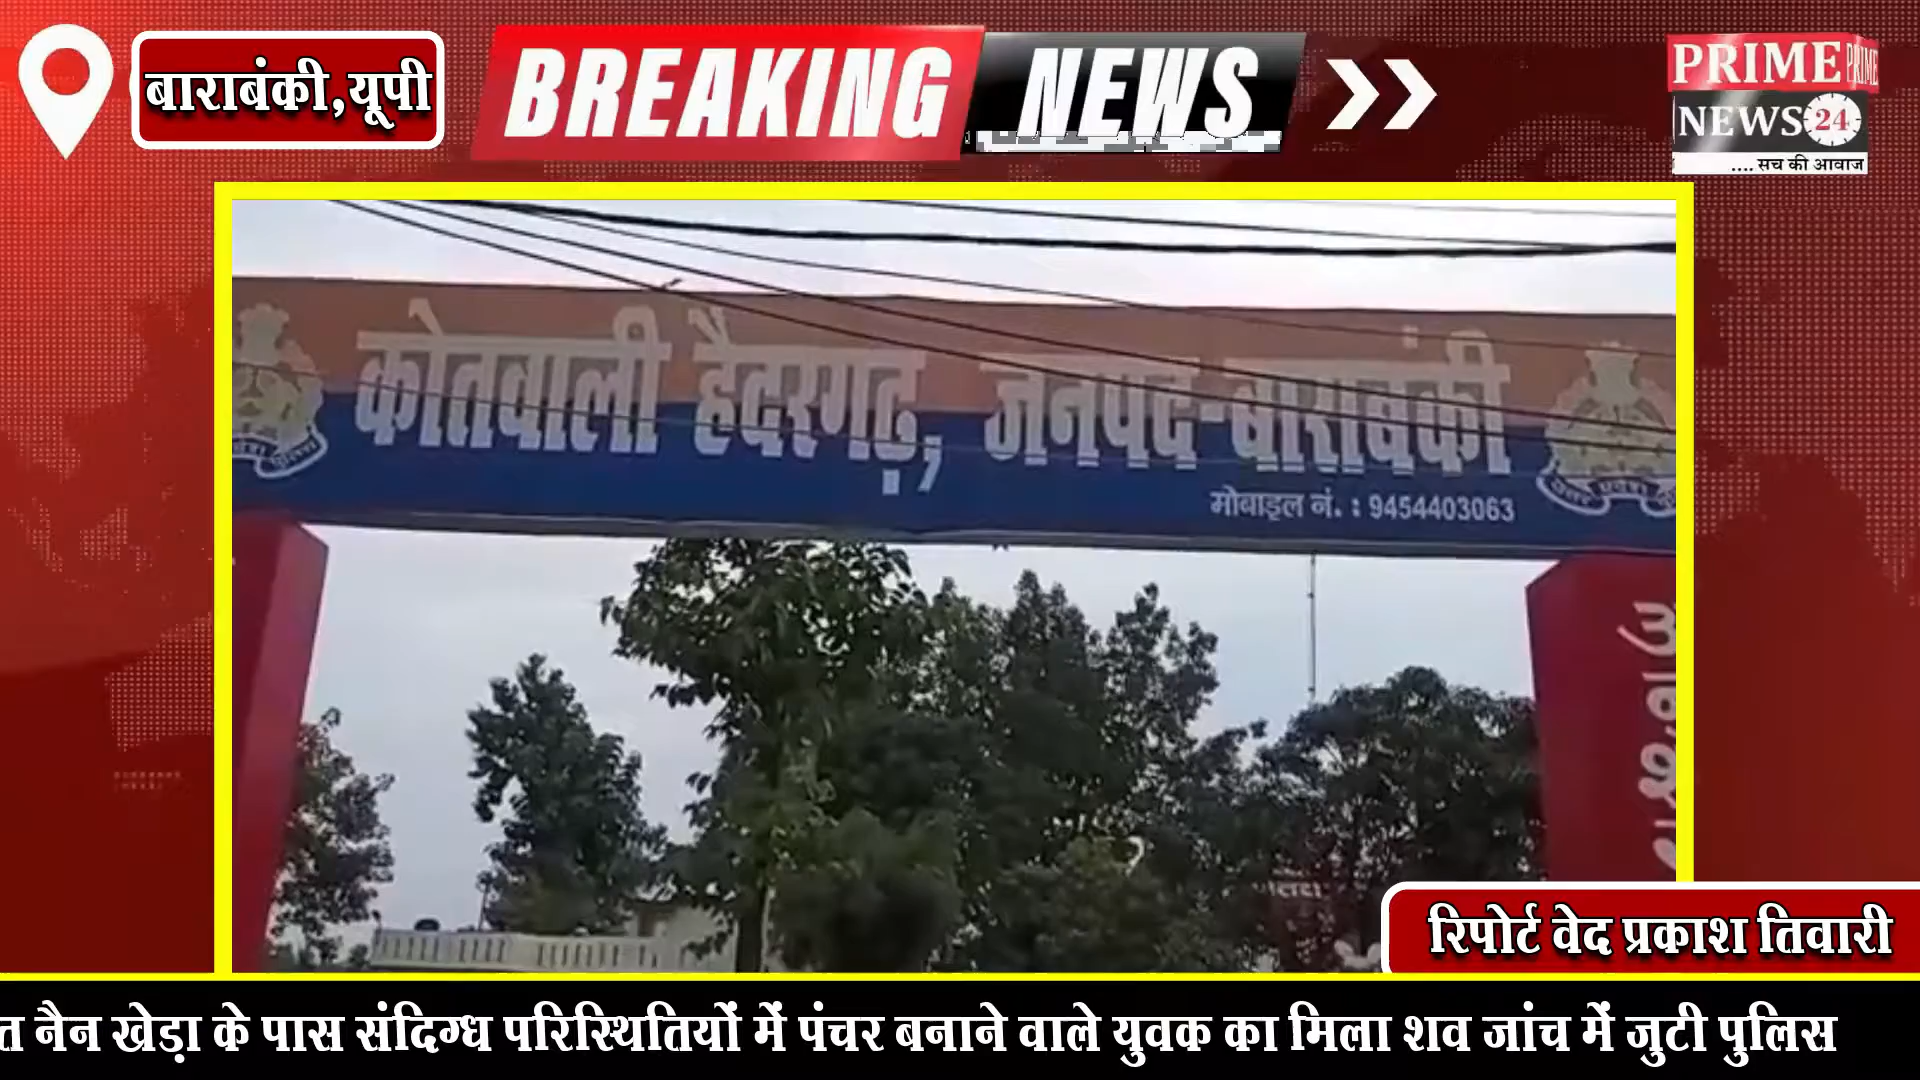 बाराबंकी,यूपी
BREAKING NEWS
PRIME
NEWS 24
.... सच की आवाज
कोतवाली हैदरगढ़, जनपद-बाराबंकी
मोबाइल नं. : 9454403063
रिपोर्ट वेद प्रकाश तिवारी
त नैन खेड़ा के पास संदिग्ध परिस्थितियों में पंचर बनाने वाले युवक का मिला शव जांच में जुटी पुलिस